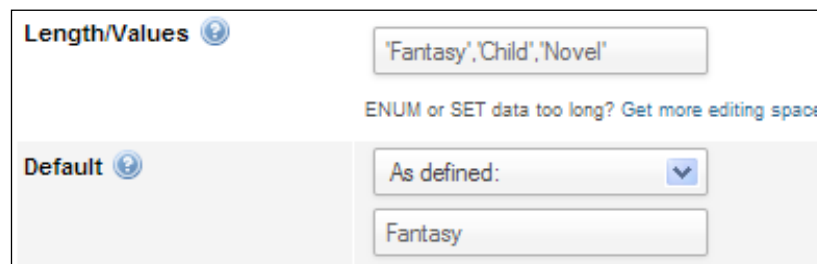 Length/Values
'Fantasy','Child','Novel'
ENUM or SET data too long? Get more editing space
Default
As defined:
Fantasy